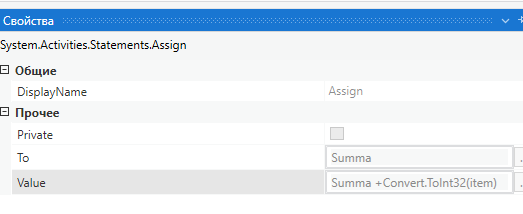 Свойства
System.Activities.Statements.Assign
Общие
DisplayName Assign
Прочее
Private
To Summa ...
Value Summa +Convert.ToInt32(item) ...